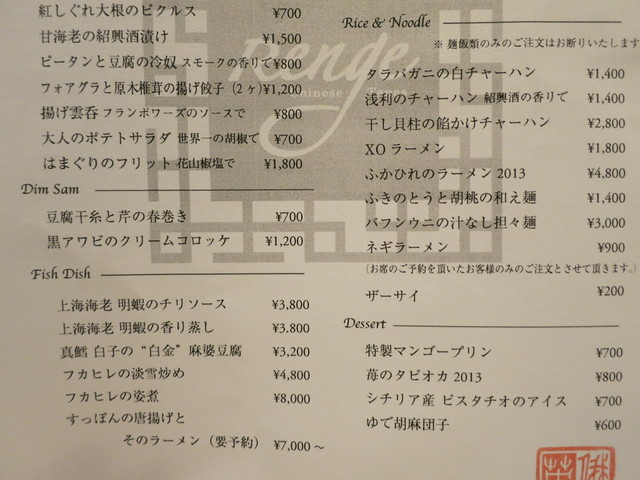 紅しぐれ大根のピクルス ¥700
甘海老の紹興酒漬け ¥1,500
ピータンと豆腐の冷奴 スモークの香りで ¥800
フォアグラと原木椎茸の揚げ餃子（2ヶ） ¥1,200
揚げ雲呑 フランボワーズのソースで ¥800
大人のポテトサラダ 世界一の胡椒で ¥700
はまぐりのフリット 花山椒塩で ¥1,800
Dim Sam
豆腐干糸と芹の春巻き ¥700
黒アワビのクリームコロッケ ¥1,200
Fish Dish
上海海老 明蝦のチリソース ¥3,800
上海海老 明蝦の香り蒸し ¥3.800
真鱈 白子の“白金”麻婆豆腐 ¥3,200
フカヒレの淡雪炒め ¥4,800
フカヒレの姿煮 ¥8,000
すっぽんの唐揚げと
そのラーメン（要予約） ¥7,000～
Renge
Chinese
Rice & Noodle
※ 麺飯類のみのご注文はお断りいたします
タラバガニの白チャーハン ¥1,400
浅利のチャーハン 紹興酒の香りで ¥1,400
干し貝柱の餡かけチャーハン ¥2,800
XO ラーメン ¥1,800
ふかひれのラーメン 2013 ¥4,800
ふきのとうと胡桃の和え麺 ¥1,400
バフンウニの汁なし担々麺 ¥3,000
ネギラーメン ¥900
（お席のご予約を頂いたお客様のみのご注文とさせて頂きます。）
ザーサイ ¥200
Dessert
特製マンゴープリン ¥700
苺のタピオカ 2013 ¥800
シチリア産 ピスタチオのアイス ¥700
ゆで胡麻団子 ¥600